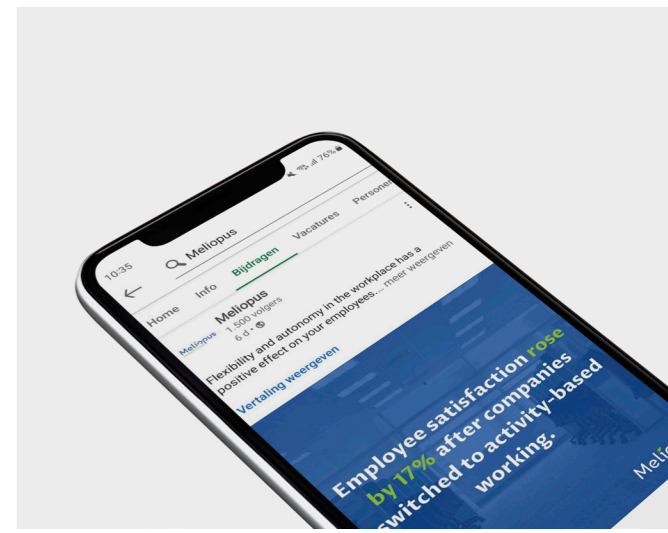 10:35
76%
Meliopus
Home Info Bijdragen Vacatures
Meliopus
Meliopus
1.500 volgers
6 d •
Flexibility and autonomy in the workplace has a
positive effect on your employees.... meer weergeven
Vertaling weergeven
Employee satisfaction rose
by 17% after companies
switched to activity-based
working.